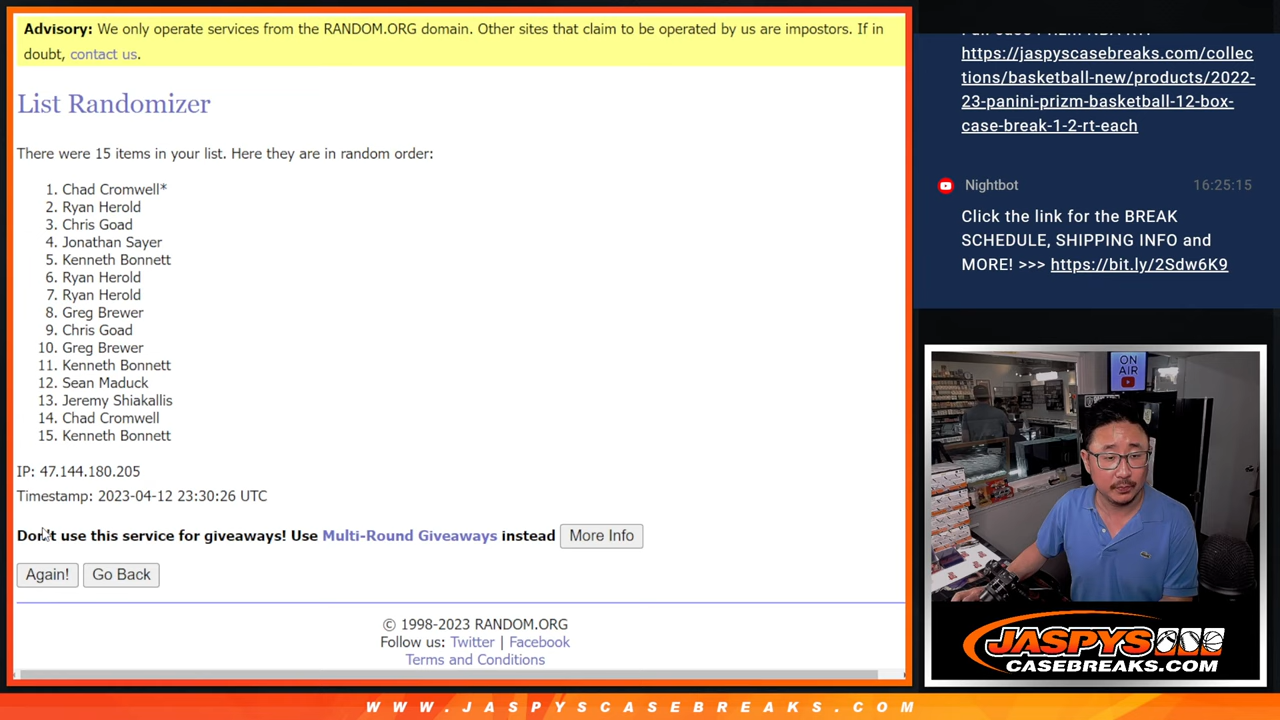 Advisory: We only operate services from the RANDOM.ORG domain. Other sites that claim to be operated by us are impostors. If in
doubt, contact us.
List Randomizer
There were 15 items in your list. Here they are in random order:
1. Chad Cromwell*
2. Ryan Herold
3. Chris Goad
4. Jonathan Sayer
5. Kenneth Bonnett
6. Ryan Herold
7. Ryan Herold
8. Greg Brewer
9. Chris Goad
10. Greg Brewer
11. Kenneth Bonnett
12. Sean Maduck
13. Jeremy Shiakallis
14. Chad Cromwell
15. Kenneth Bonnett
IP: 47.144.180.205
Timestamp: 2023-04-12 23:30:26 UTC
Don't use this service for giveaways! Use Multi-Round Giveaways instead More Info
Again! Go Back
© 1998-2023 RANDOM.ORG
Follow us: Twitter | Facebook
Terms and Conditions
https://jaspyscasebreaks.com/collec
tions/basketball-new/products/2022-
23-panini-prizm-basketball-12-box-
case-break-1-2-rt-each
Nightbot 16:25:15
Click the link for the BREAK
SCHEDULE, SHIPPING INFO and
MORE! >>> https://bit.ly/2Sdw6K9
ON
AIR
JASPYS
CASEBREAKS.COM
WWW.JASPYSCASEBREAKS.COM